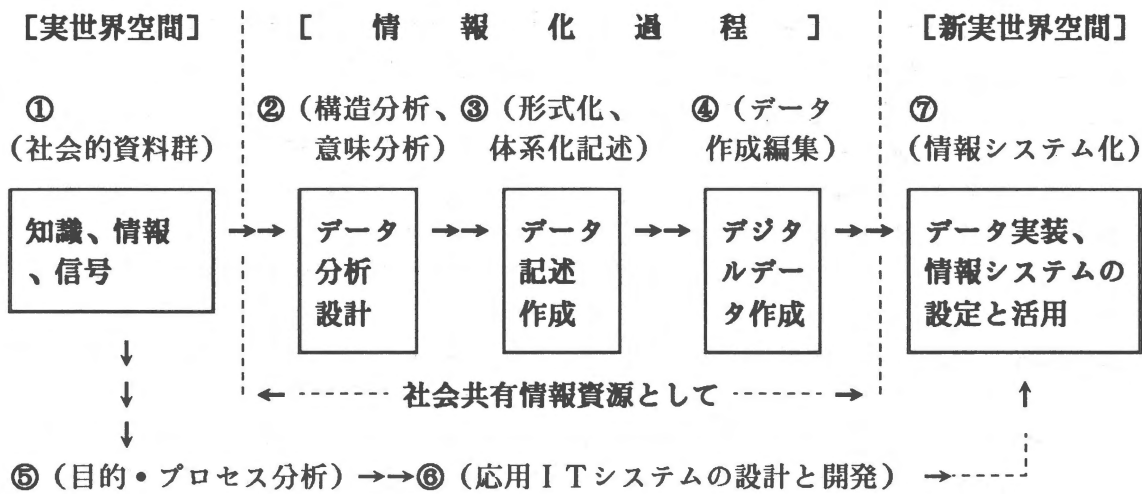 [実世界空間] [ 情 報 化 過 程 ] [新実世界空間]
① ②(構造分析、 ③(形式化、 ④(データ ⑦
(社会的資料群) 意味分析) 体系化記述) 作成編集) (情報システム化)
知識、情報 →→ データ →→ データ →→ デジタ →→ データ実装、
、信号 分析 記述 ルデー 情報システムの
設計 作成 タ作成 設定と活用
↓
↓ ← 社会共有情報資源として → ↑
↓
⑤(目的・プロセス分析)→→⑥(応用ITシステムの設計と開発) →